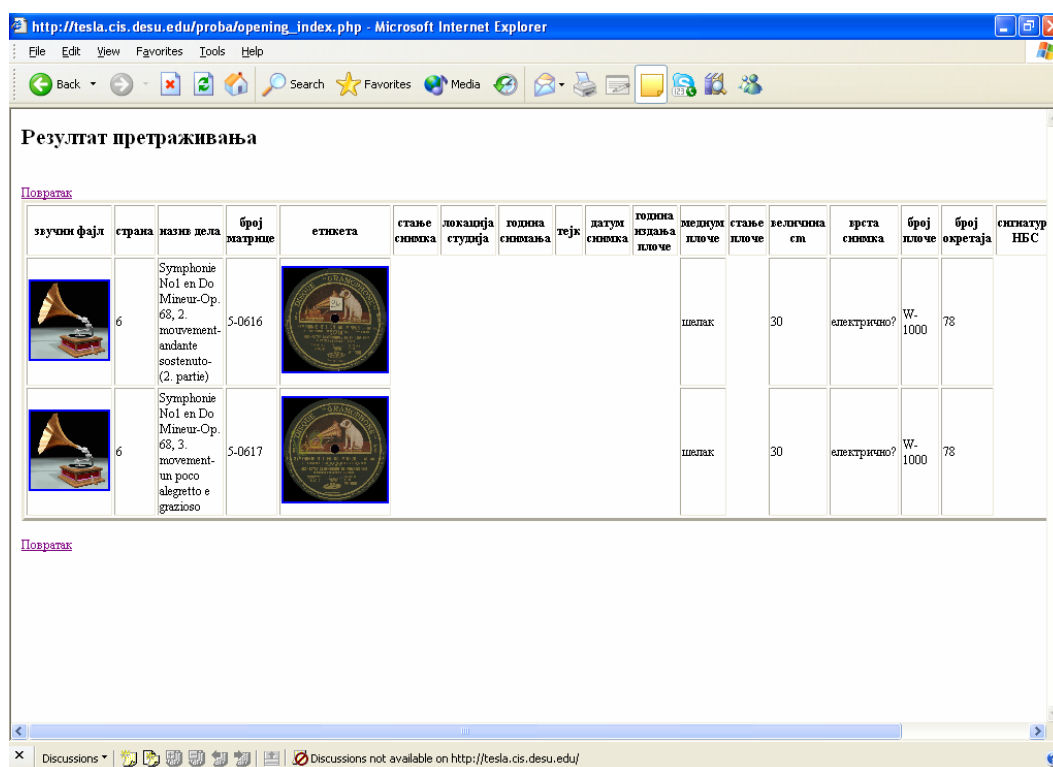 http://tesla.cis.desu.edu/proba/opening_index.php - Microsoft Internet Explorer
File Edit View Favorites Tools Help
Back Search Favorites Media
Резултат претраживања
Повратак
звучни фајл страна назив дела број матрице етикета стање снимка локација студија година снимања тејк датум снимка година издања плоче медиум плоче стање плоче величина cm врста снимка број плоче број окретаја сигнатур НБС
6 Symphonie No1 en Do Mineur-Op. 68, 2. mouvement-andante sostenuto-(2. partie) 5-0616 шелак 30 електрично? W-1000 78
6 Symphonie No1 en Do Mineur-Op. 68, 3. movement-un poco alegretto e grazioso 5-0617 шелак 30 електрично? W-1000 78
Повратак
Discussions Discussions not available on http://tesla.cis.desu.edu/